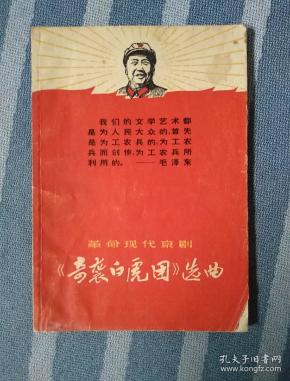 我们的文学艺术都
是为人民大众的，首先
是为工农兵的，为工农
兵而创作，为工农兵所
利用的。——毛泽东
革命现代京剧
《奇袭白虎团》选曲
孔夫子旧书网